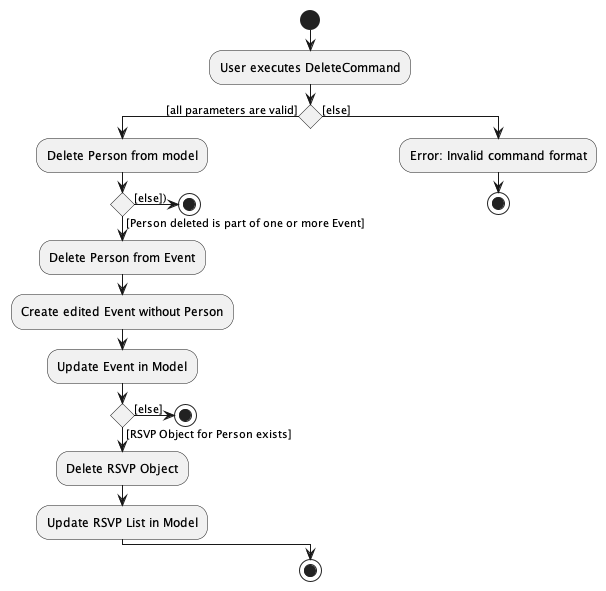 User executes DeleteCommand
[all parameters are valid]
[else]
Delete Person from model
Error: Invalid command format
[else])
[Person deleted is part of one or more Event]
Delete Person from Event
Create edited Event without Person
Update Event in Model
[else]
[RSVP Object for Person exists]
Delete RSVP Object
Update RSVP List in Model